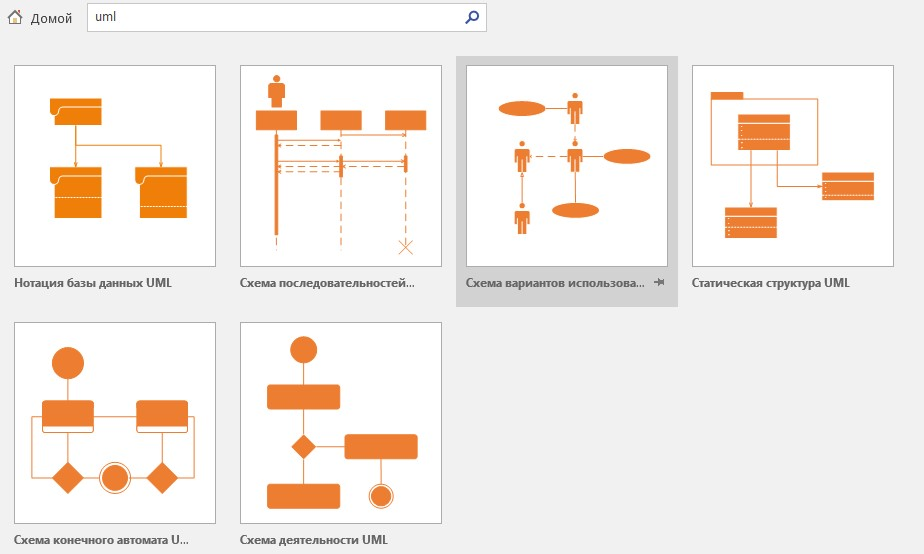 Домой
uml
Нотация базы данных UML
Схема последовательностей...
Схема вариантов использова...
Статическая структура UML
Схема конечного автомата U...
Схема деятельности UML